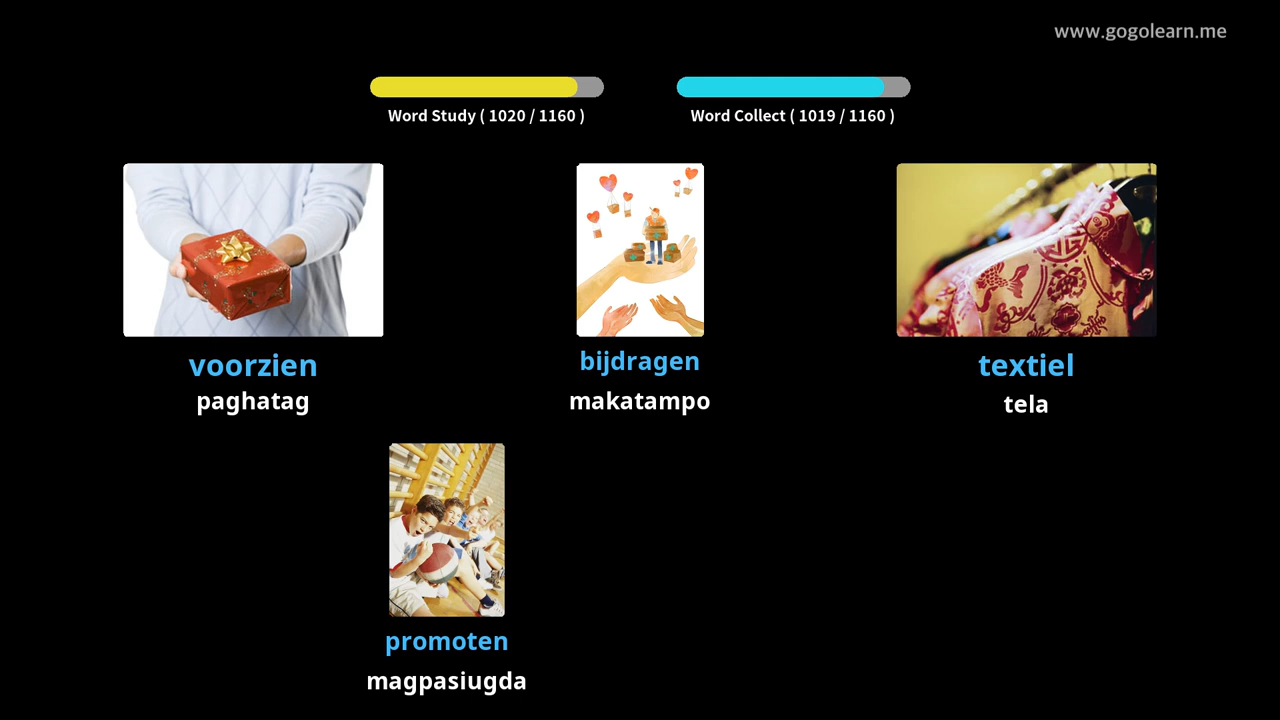 www.gogolearn.me
Word Study ( 1020 / 1160 )
Word Collect ( 1019 / 1160 )
voorzien
paghatag
bijdragen
makatampo
textiel
tela
promoten
magpasiugda